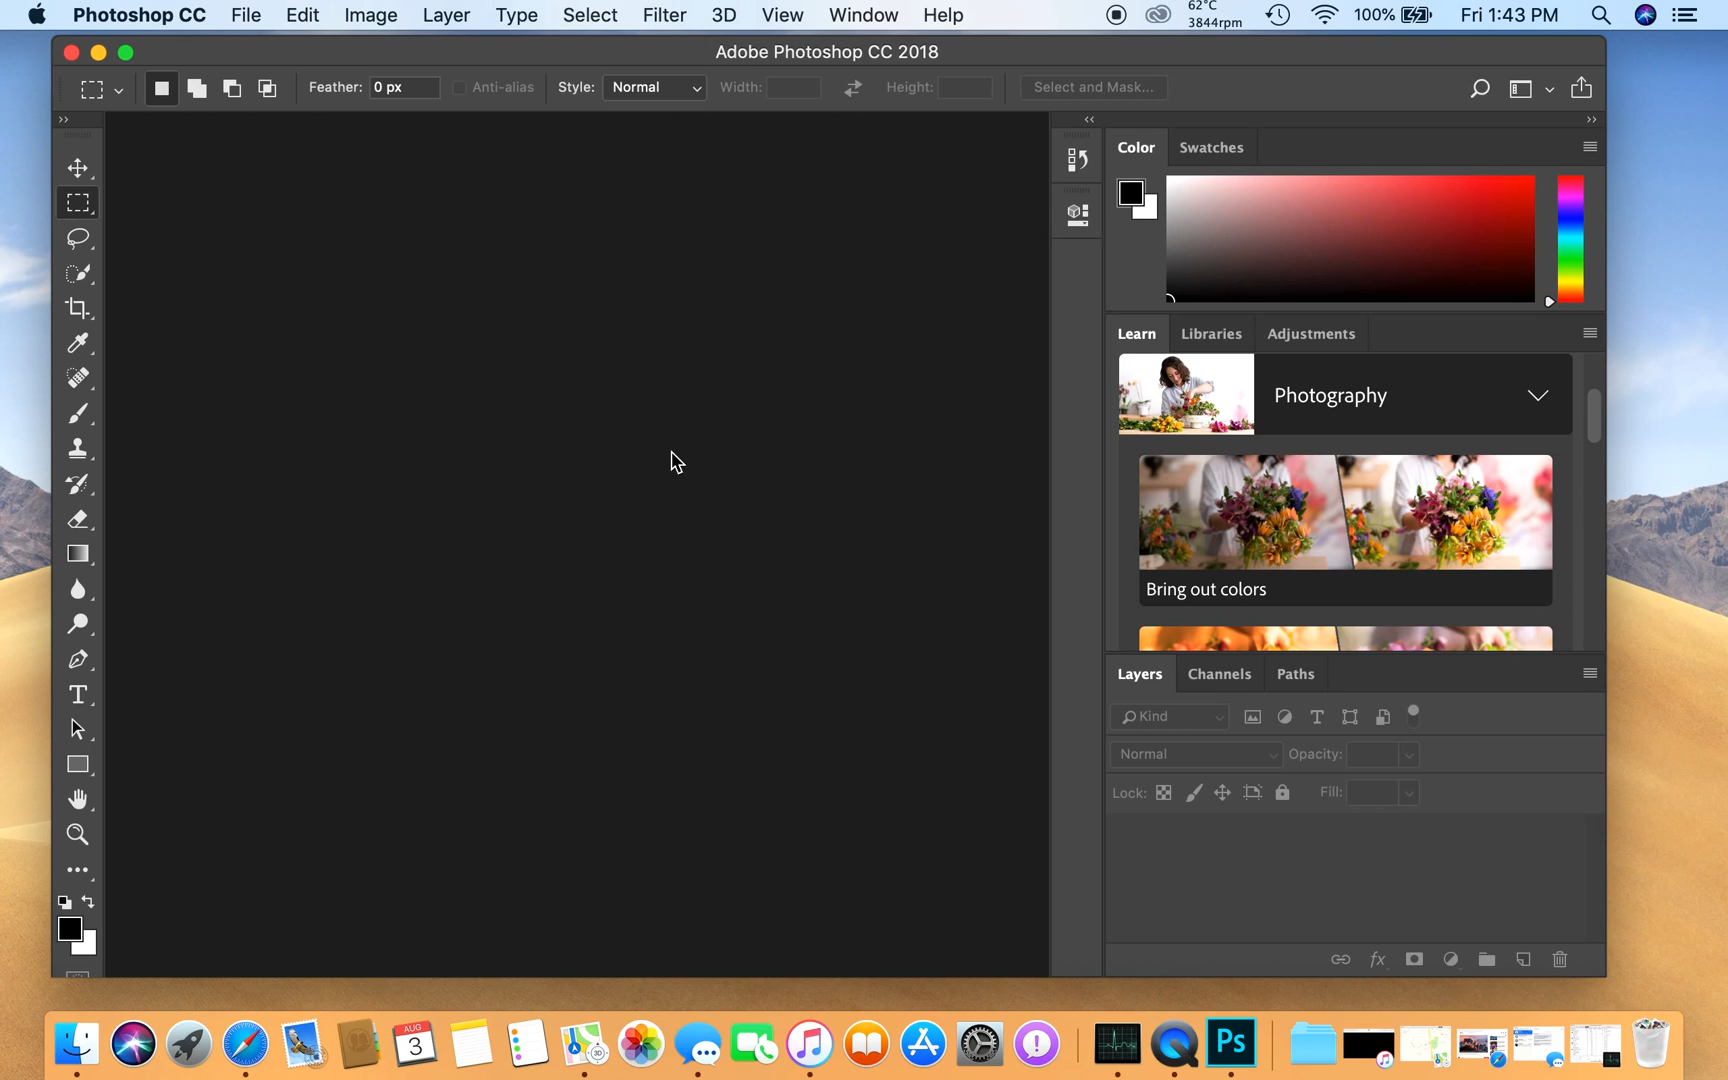 Photoshop CC File Edit Image Layer Type Select Filter 3D View Window Help 62°C 3844rpm 100% Fri 1:43 PM
Adobe Photoshop CC 2018
Feather: 0 px Anti-alias Style: Normal Width: Height: Select and Mask...
Color Swatches
Learn Libraries Adjustments
Photography
Bring out colors
Layers Channels Paths
Kind
Normal Opacity:
Lock: Fill:
AUG
3
3D
Ps